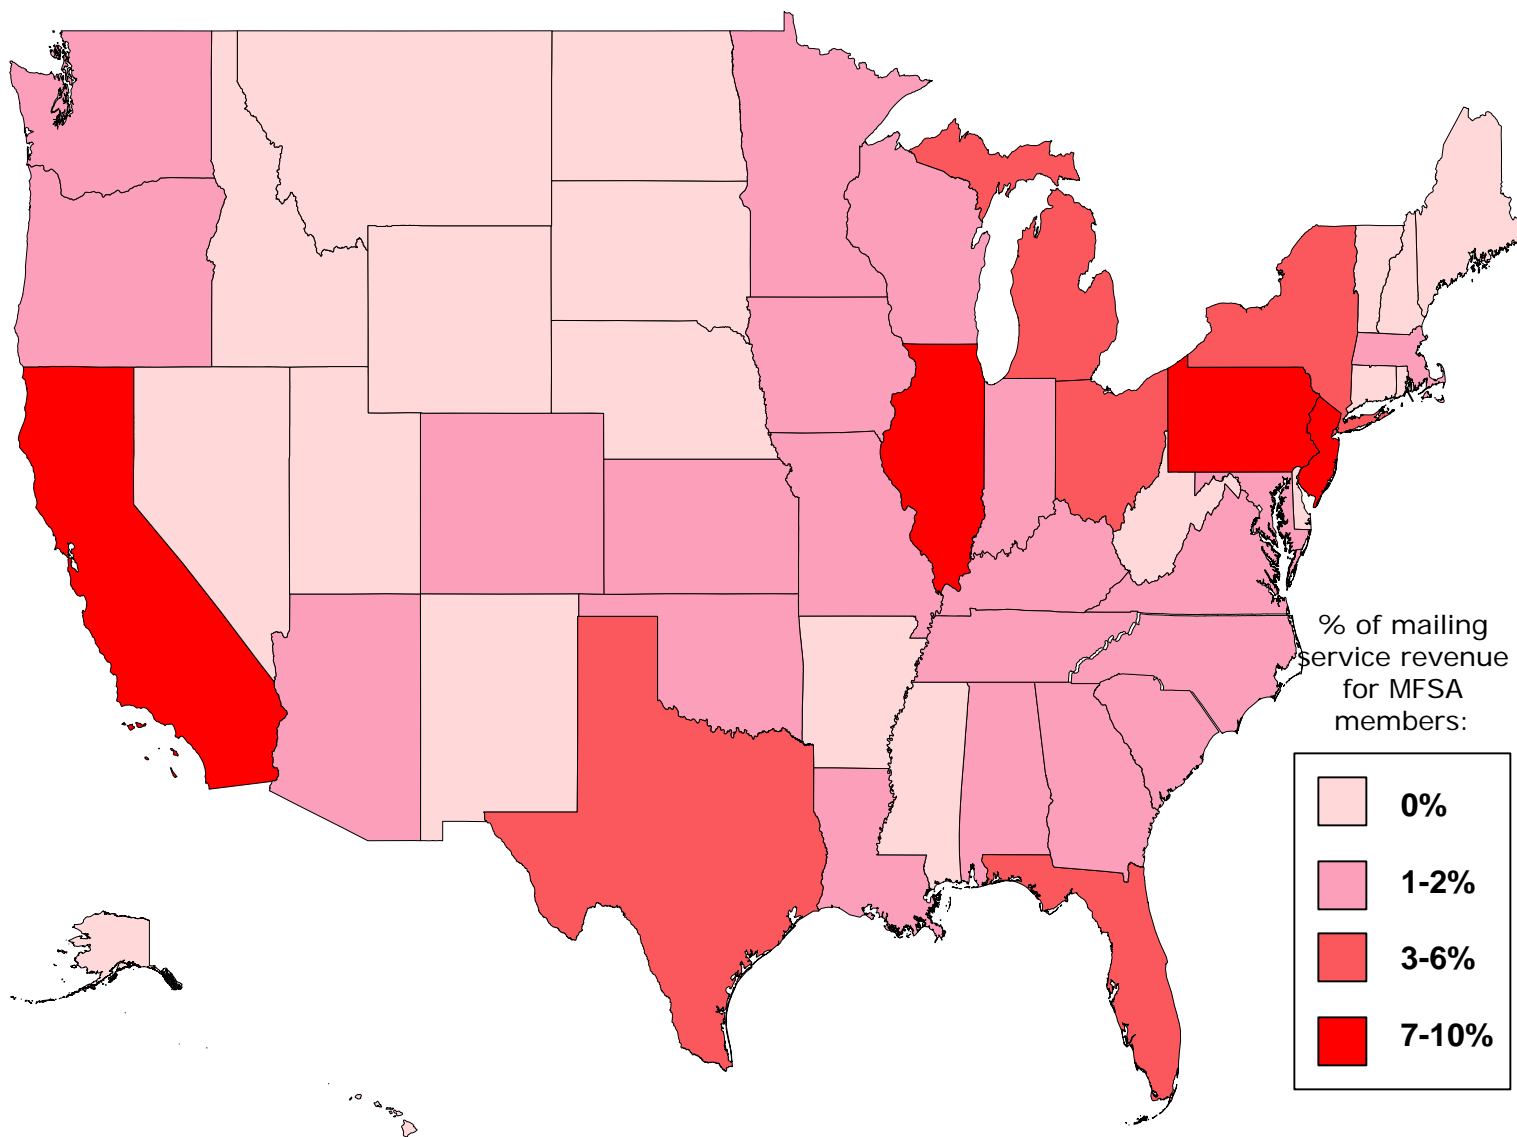 % of mailing
service revenue
for MFSA
members:
0%
1-2%
3-6%
7-10%